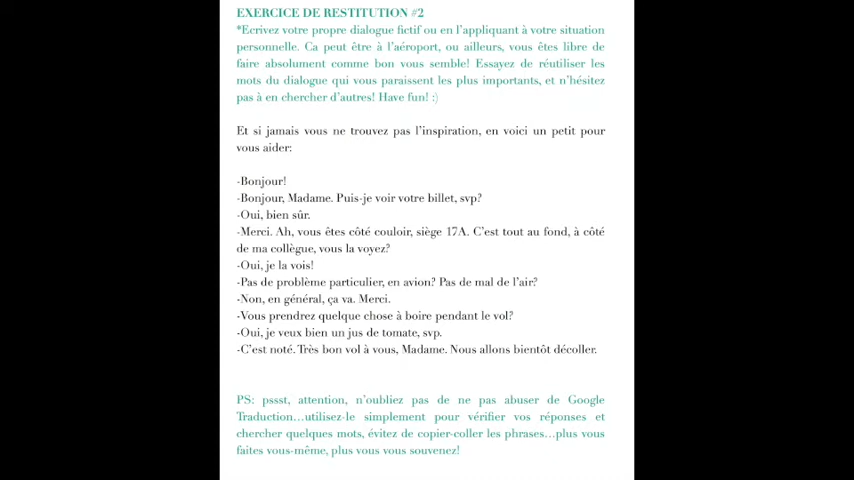 EXERCICE DE RESTITUTION #2
*Ecrivez votre propre dialogue fictif ou en l'appliquant à votre situation
personnelle. Ca peut être à l'aéroport, ou ailleurs, vous êtes libre de
faire absolument comme bon vous semble! Essayez de réutiliser les
mots du dialogue qui vous paraissent les plus importants, et n'hésitez
pas à en chercher d'autres! Have fun! :)
Et si jamais vous ne trouvez pas l'inspiration, en voici un petit pour
vous aider:
-Bonjour!
-Bonjour, Madame. Puis-je voir votre billet, svp?
-Oui, bien sûr.
-Merci. Ah, vous êtes côté couloir, siège 17A. C'est tout au fond, à côté
de ma collègue, vous la voyez?
-Oui, je la vois!
-Pas de problème particulier, en avion? Pas de mal de l'air?
-Non, en général, ça va. Merci.
-Vous prendrez quelque chose à boire pendant le vol?
-Oui, je veux bien un jus de tomate, svp.
-C'est noté. Très bon vol à vous, Madame. Nous allons bientôt décoller.
PS: pssst, attention, n'oubliez pas de ne pas abuser de Google
Traduction…utilisez-le simplement pour vérifier vos réponses et
chercher quelques mots, évitez de copier-coller les phrases…plus vous
faites vous-même, plus vous vous souvenez!